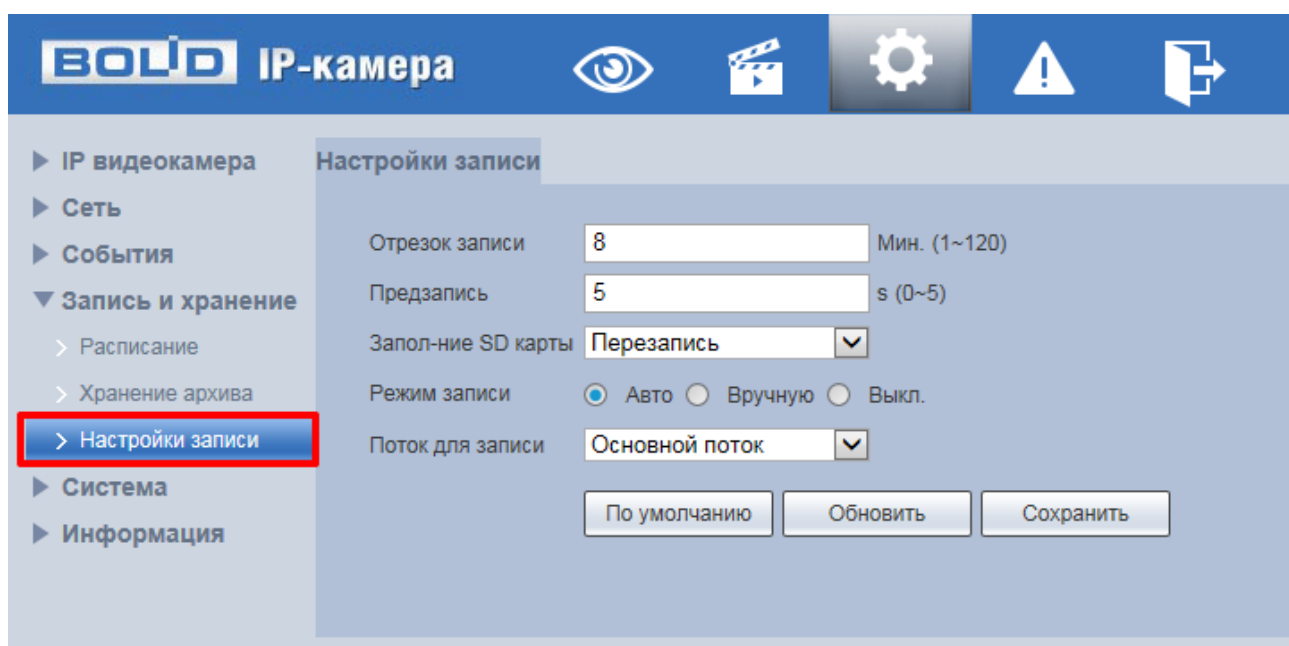 BOLID IP-камера
IP видеокамера
Сеть
События
Запись и хранение
Расписание
Хранение архива
Настройки записи
Система
Информация
Настройки записи
Отрезок записи 8 Мин. (1~120)
Предзапись 5 s (0~5)
Запол-ние SD карты Перезапись
Режим записи Авто Вручную Выкл.
Поток для записи Основной поток
По умолчанию Обновить Сохранить